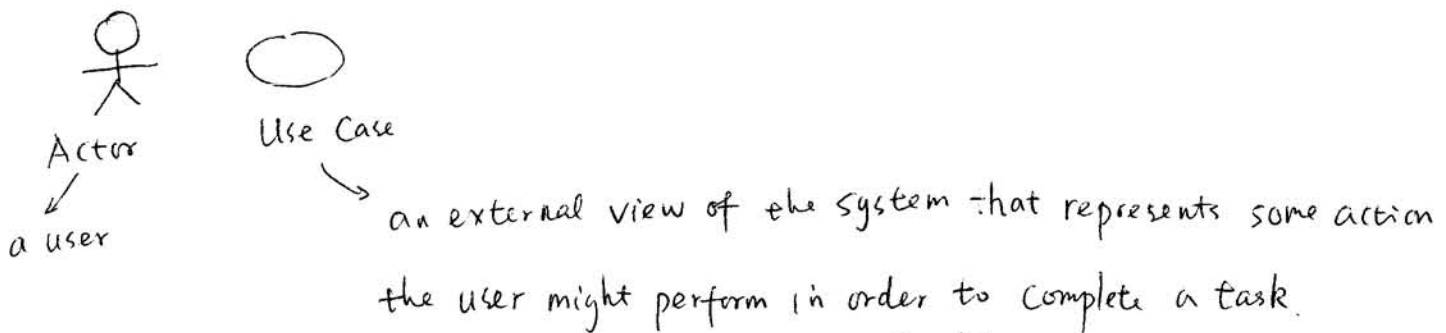 Actor
Use Case
a user
an external view of the system that represents some action
the user might perform in order to complete a task.